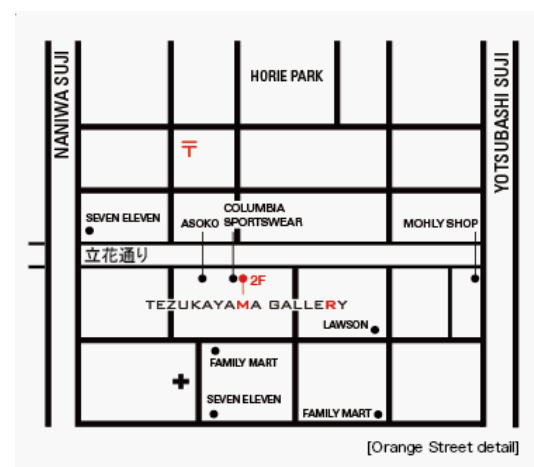 HORIE PARK
NANIWA SUJI
YOTSUBASHI SUJI
〒
COLUMBIA
SPORTSWEAR
SEVEN ELEVEN
ASOKO
MOHLY SHOP
立花通り
2F
TEZUKAYAMA GALLERY
LAWSON
FAMILY MART
SEVEN ELEVEN
FAMILY MART
[Orange Street detail]